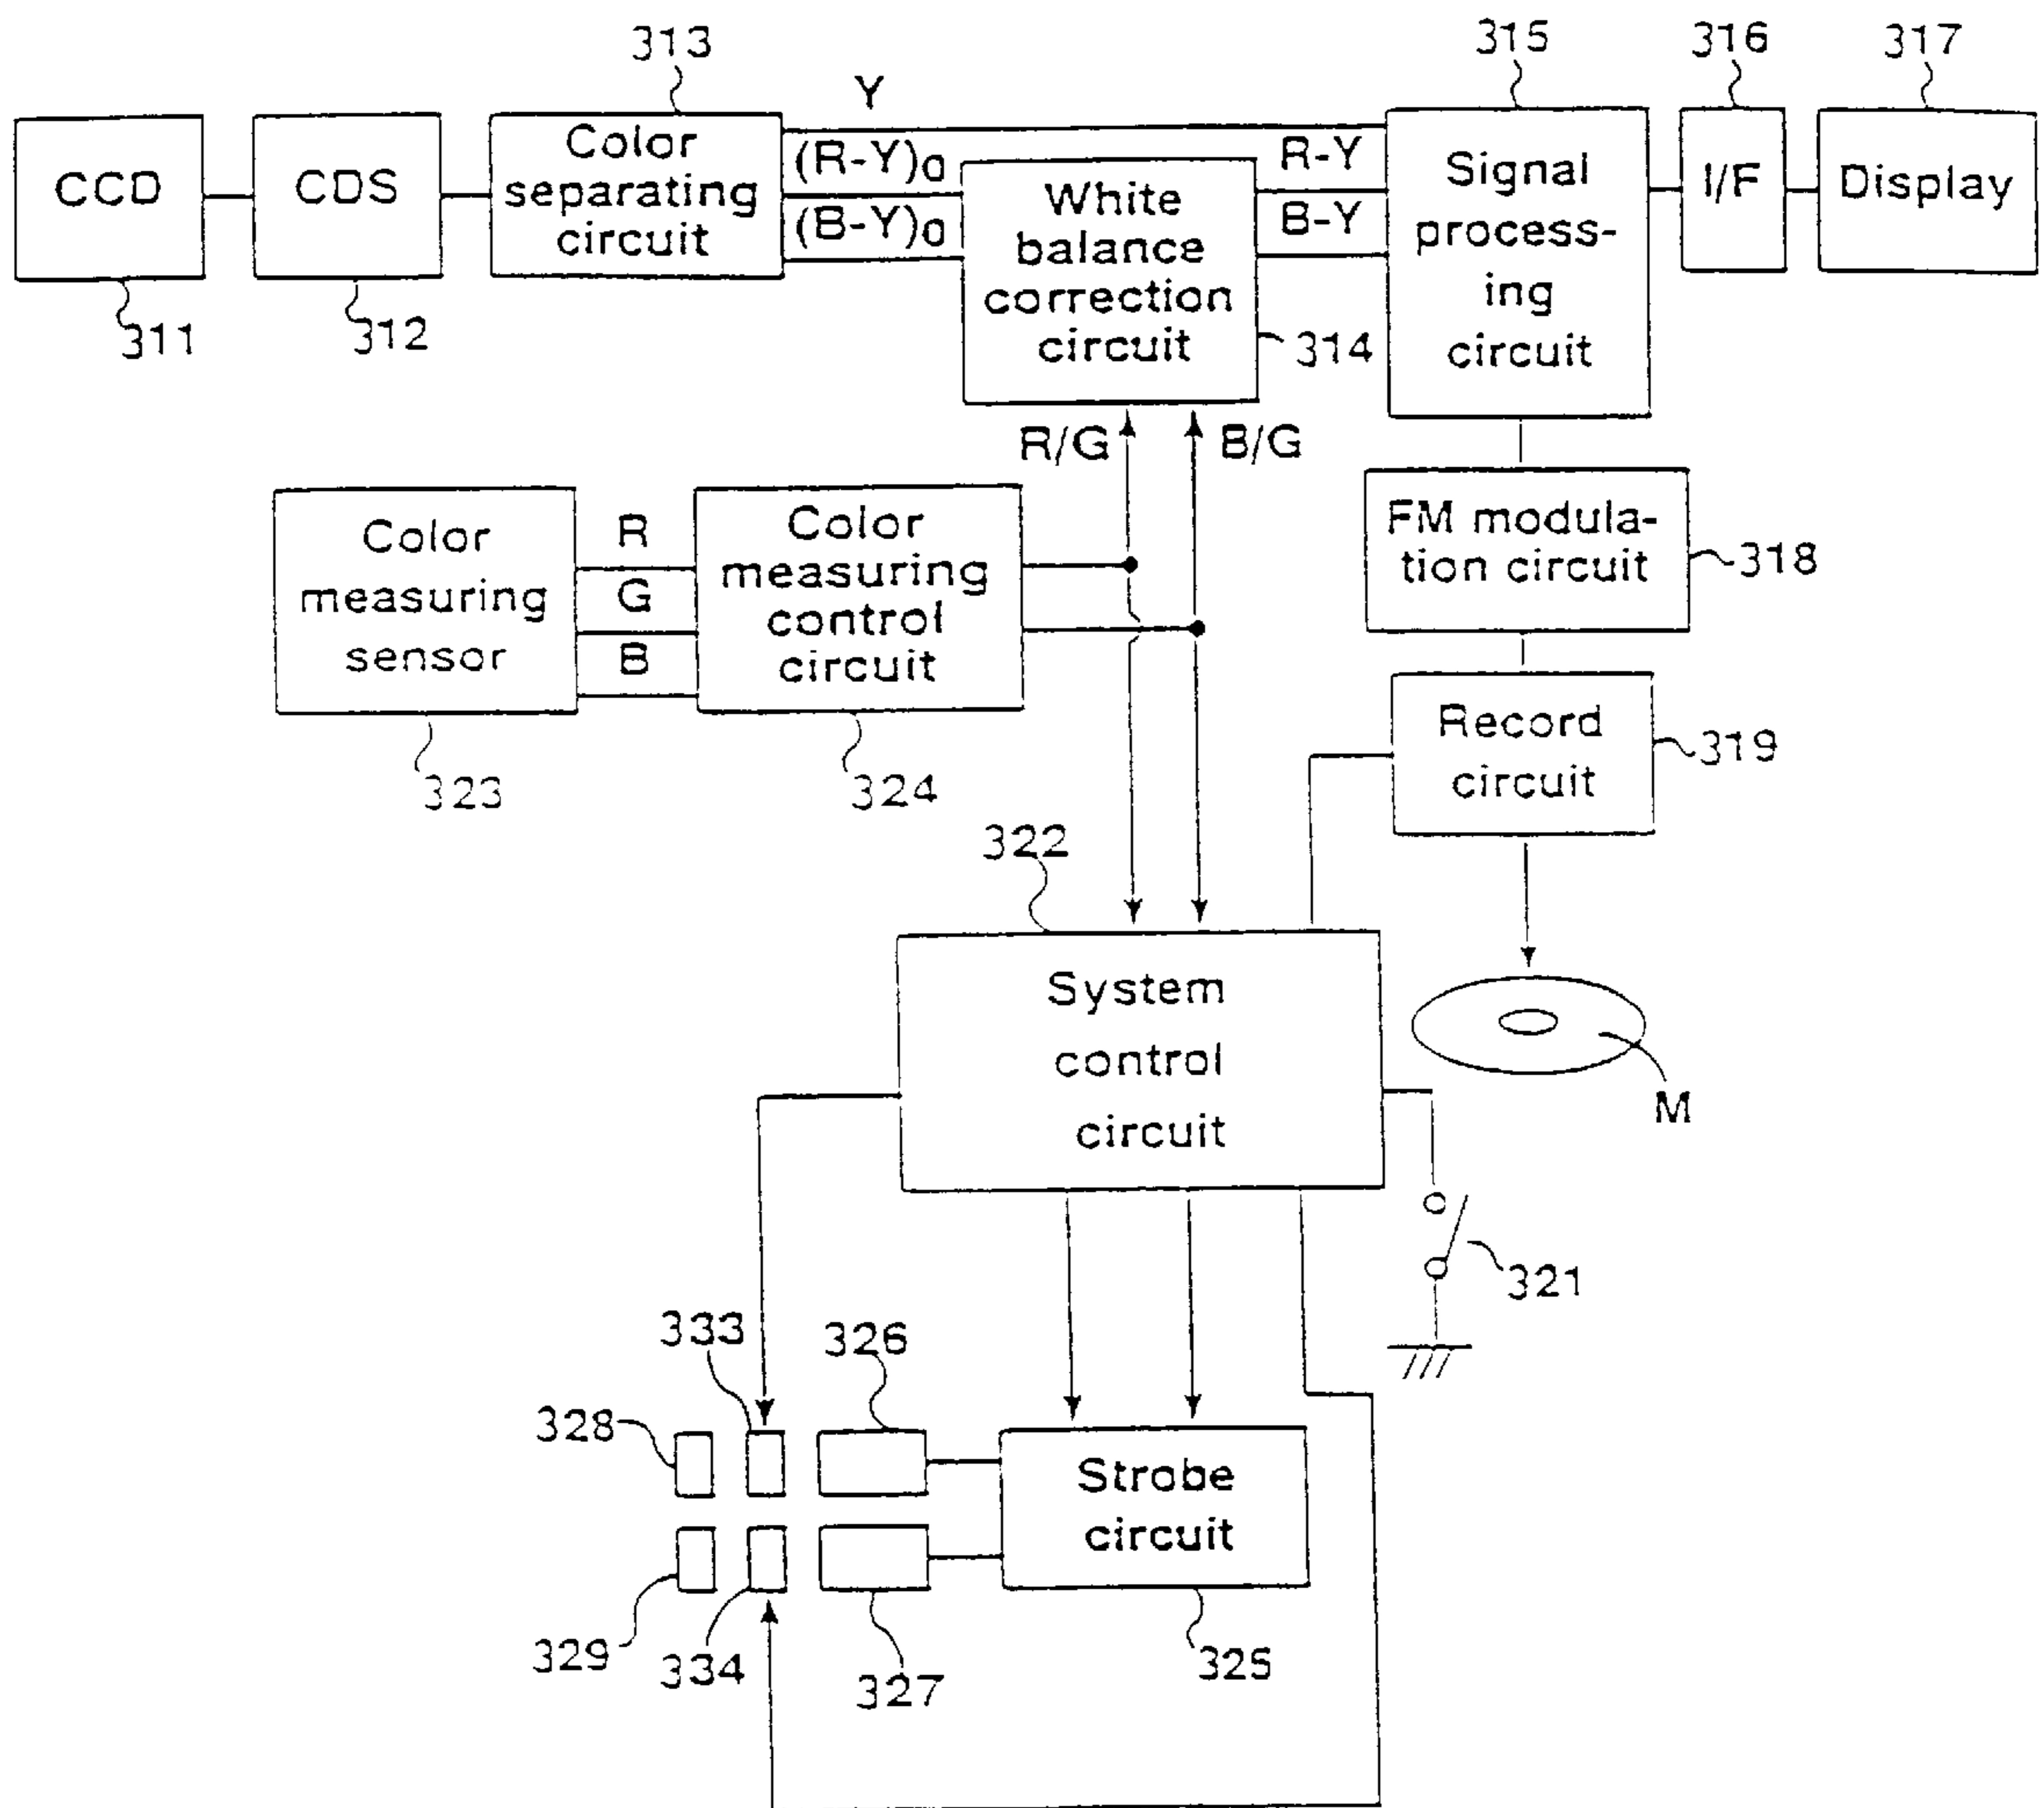 313
315
316
317
Y
CCD
CDS
Color
separating
circuit
(R-Y)0
(B-Y)0
White
balance
correction
circuit
R-Y
B-Y
Signal
process-
ing
circuit
I/F
Display
311
312
314
R/G
B/G
Color
measuring
sensor
R
G
B
Color
measuring
control
circuit
FM modula-
tion circuit
318
323
324
Record
circuit
319
322
System
control
circuit
M
321
333
326
328
Strobe
circuit
329
334
327
325